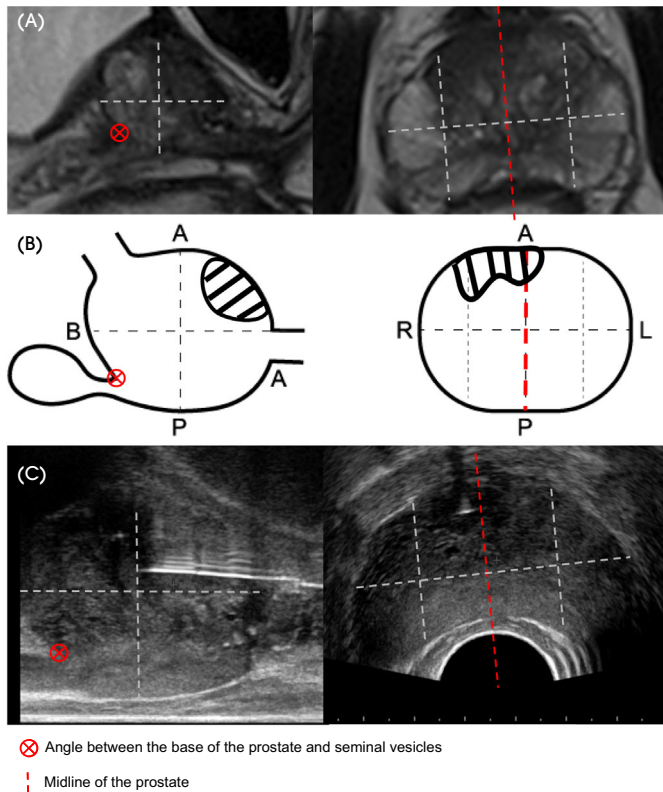 (A)
(B)
A
A
B
R
L
A
P
P
(C)
Angle between the base of the prostate and seminal vesicles
Midline of the prostate